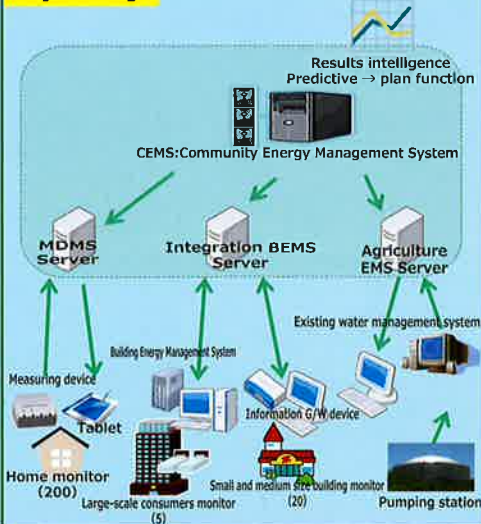 Results intelligence
Predictive → plan function
CEMS:Community Energy Management System
MDMS
Server
Integration BEMS
Server
Agriculture
EMS Server
Existing water management system
Building Energy Management System
Measuring device
Tablet
Information G/W device
Home monitor
(200)
Large-scale consumers monitor
(5)
Small and medium size building monitor
(20)
Pumping station